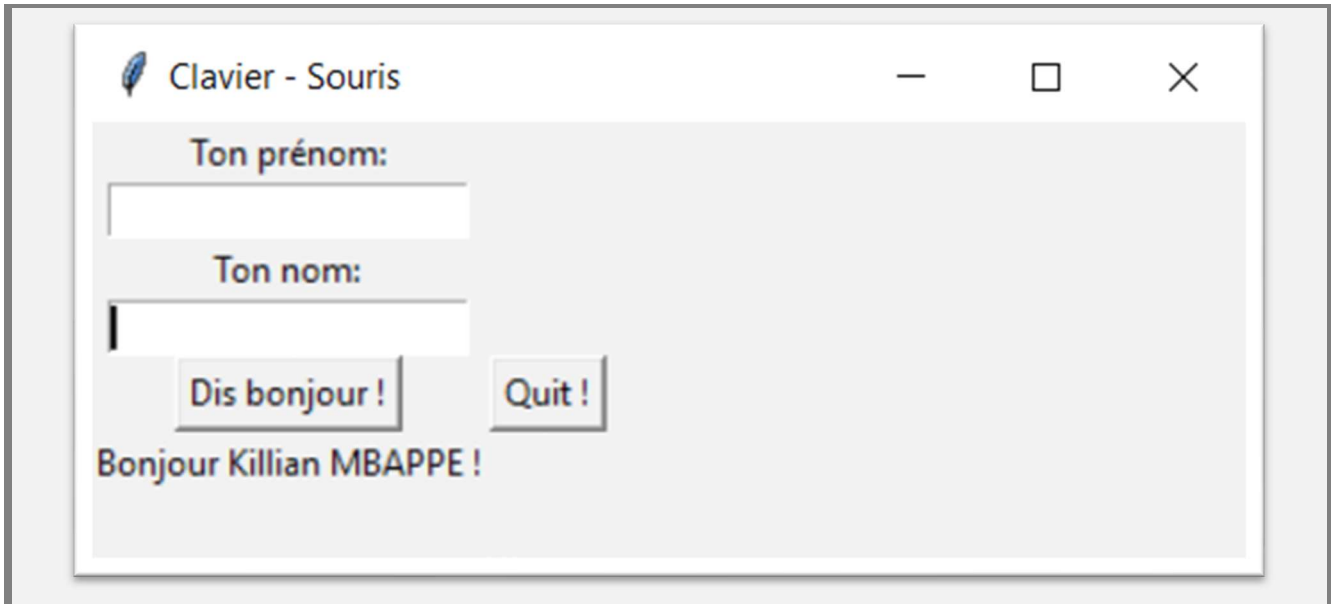 Clavier - Souris
Ton prénom:
Ton nom:
Dis bonjour ! Quit !
Bonjour Killian MBAPPE !